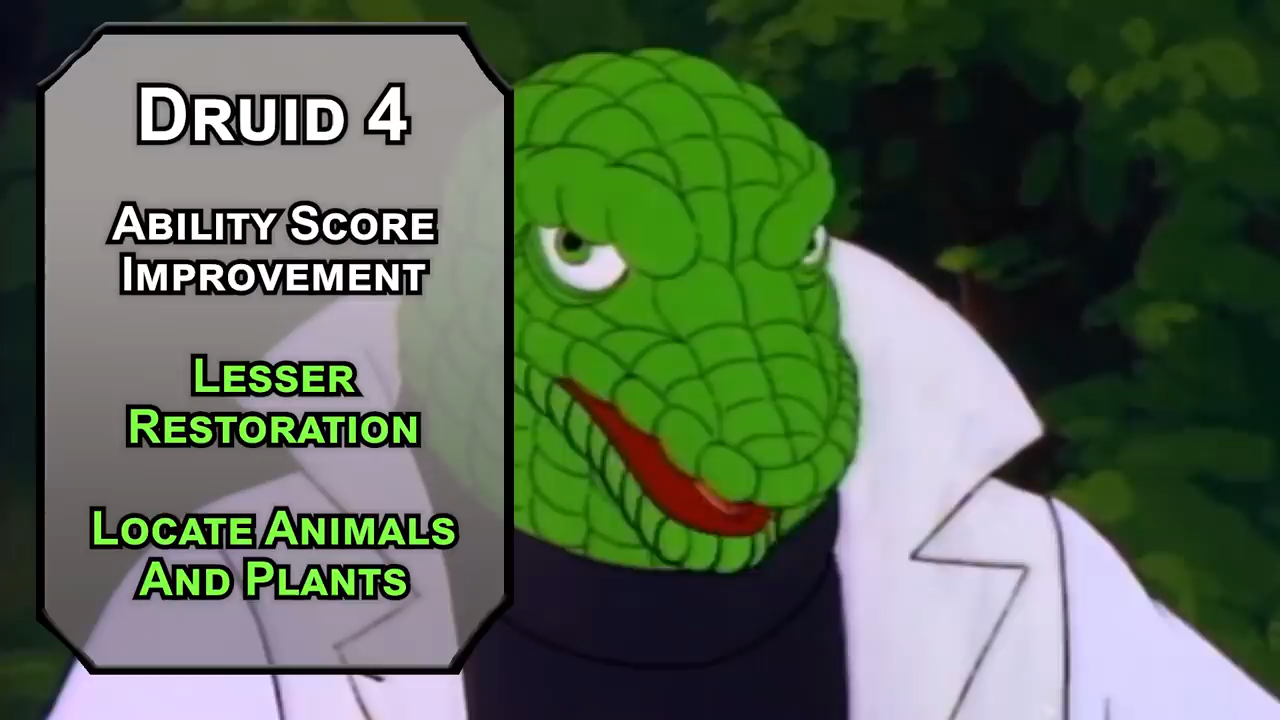 Druid 4
Ability Score
Improvement
Lesser
Restoration
Locate Animals
And Plants